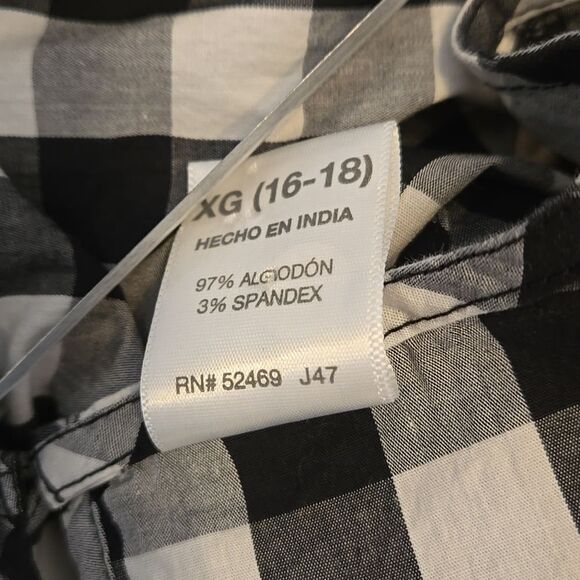 XG (16-18)
HECHO EN INDIA
97% ALGODÓN
3% SPANDEX
RN# 52469 J47